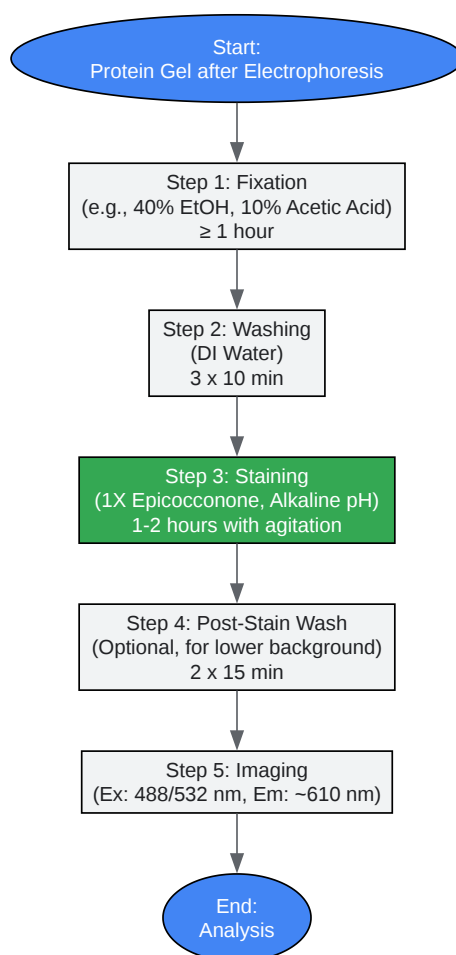 Start:
Protein Gel after Electrophoresis
Step 1: Fixation
(e.g., 40% EtOH, 10% Acetic Acid)
≥ 1 hour
Step 2: Washing
(DI Water)
3 x 10 min
Step 3: Staining
(1X Epicocconone, Alkaline pH)
1-2 hours with agitation
Step 4: Post-Stain Wash
(Optional, for lower background)
2 x 15 min
Step 5: Imaging
(Ex: 488/532 nm, Em: ~610 nm)
End:
Analysis